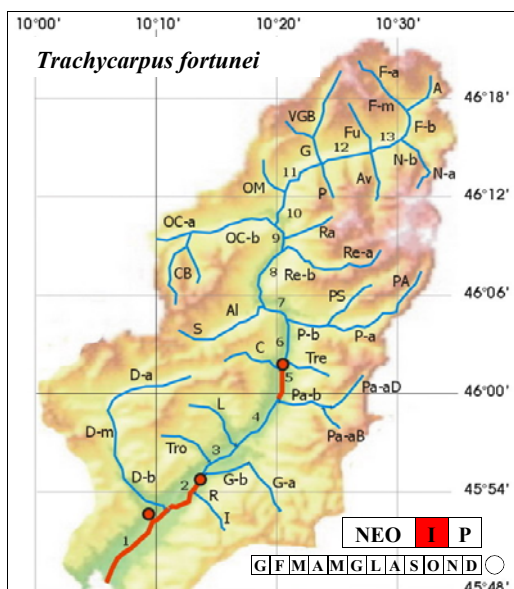 10°00' 10°10' 10°20' 10°30'
Trachycarpus fortunei
F-a
A
46°18'
F-m
VGB
Fu
13
F-b
G
12
N-b
11
N-a
OM
P
Av
46°12'
10
OC-a
Ra
OC-b
9
Re-a
CB
8
Re-b
PA
PS
46°06'
7
Al
S
P-b
P-a
6
C
Tre
5
D-a
Pa-aD
46°00'
Pa-b
L
4
D-m
Pa-aB
Tro
3
D-b
G-b
G-a
2
R
45°54'
I
1
NEO I P
G F M A M G L A S O N D
45°48'